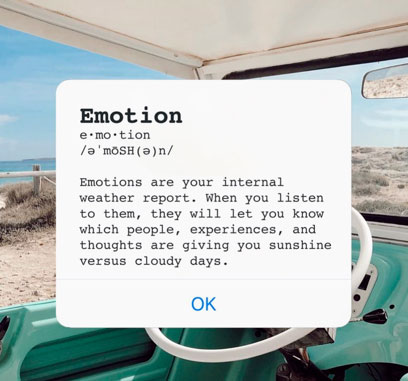 Emotion
e·mo·tion
/əˈmōSH(ə)n/
Emotions are your internal
weather report. When you listen
to them, they will let you know
which people, experiences, and
thoughts are giving you sunshine
versus cloudy days.
OK